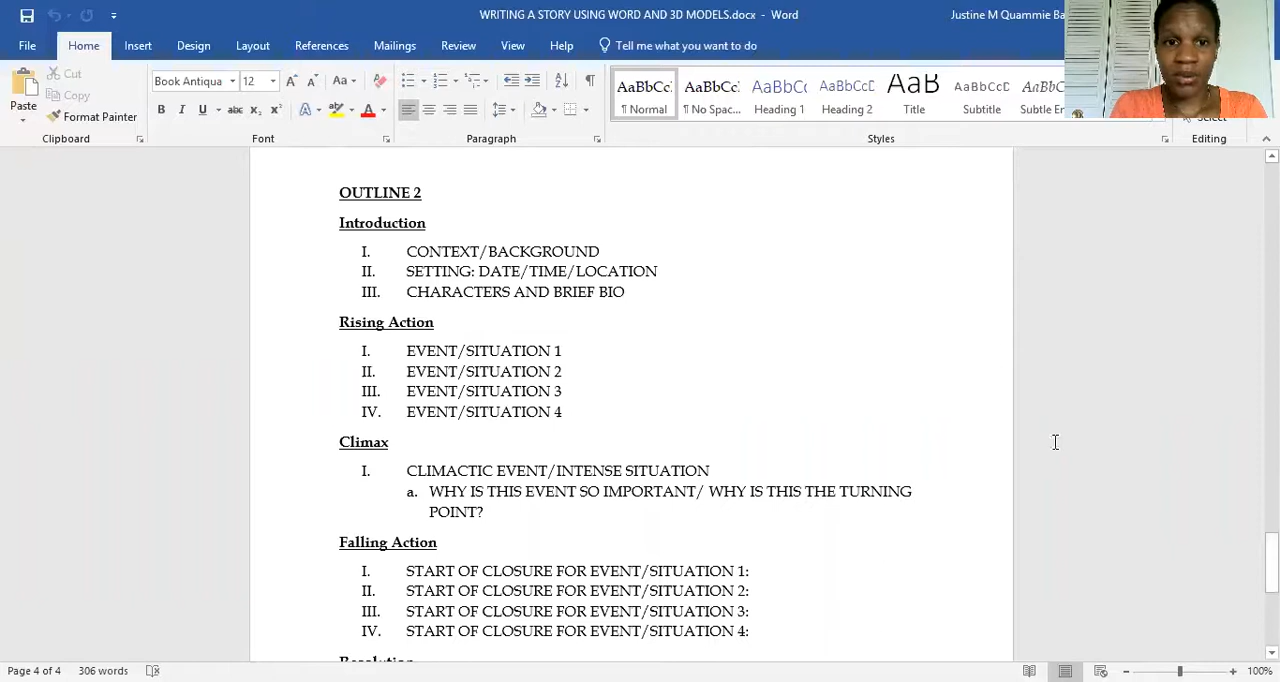 WRITING A STORY USING WORD AND 3D MODELS.docx - Word
Justine M Quammie Ba
File Home Insert Design Layout References Mailings Review View Help Tell me what you want to do
Paste
Cut
Copy
Format Painter
Clipboard
Book Antiqua 12
Font
Paragraph
AaBbCc AaBbCc AaBbCc AaBbCc AaB AaBbCc AaBbCc
¶ Normal ¶ No Spac... Heading 1 Heading 2 Title Subtitle Subtle Em
Styles
Select
Editing
OUTLINE 2
Introduction
I. CONTEXT/BACKGROUND
II. SETTING: DATE/TIME/LOCATION
III. CHARACTERS AND BRIEF BIO
Rising Action
I. EVENT/SITUATION 1
II. EVENT/SITUATION 2
III. EVENT/SITUATION 3
IV. EVENT/SITUATION 4
Climax
I. CLIMACTIC EVENT/INTENSE SITUATION
a. WHY IS THIS EVENT SO IMPORTANT/ WHY IS THIS THE TURNING
POINT?
Falling Action
I. START OF CLOSURE FOR EVENT/SITUATION 1:
II. START OF CLOSURE FOR EVENT/SITUATION 2:
III. START OF CLOSURE FOR EVENT/SITUATION 3:
IV. START OF CLOSURE FOR EVENT/SITUATION 4:
Resolution
Page 4 of 4 306 words 100%